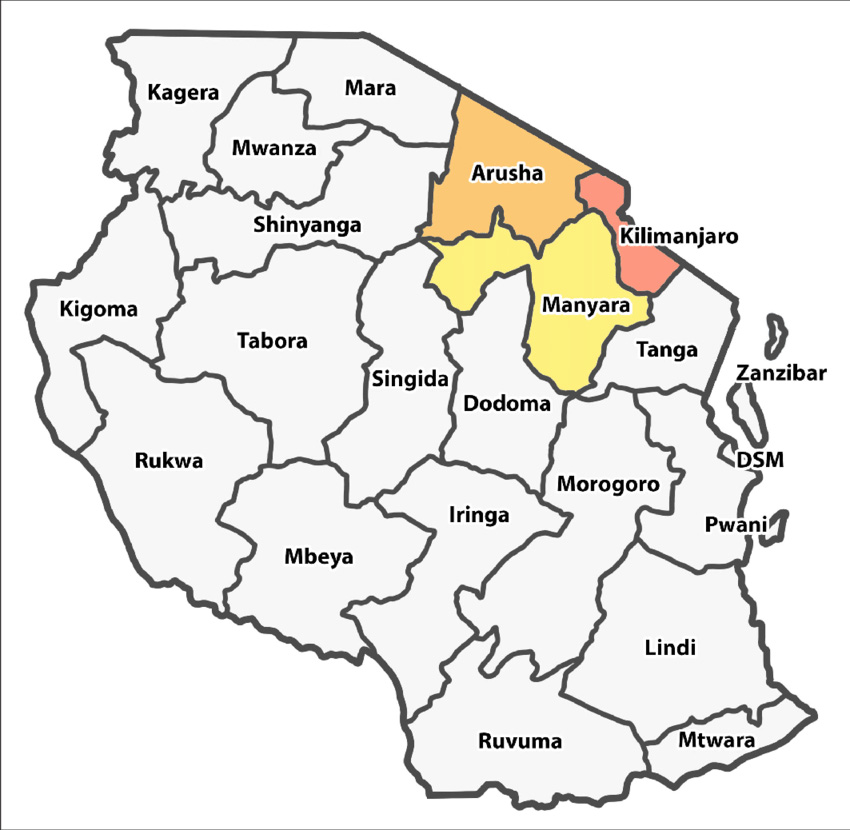 Kagera
Mara
Mwanza
Arusha
Shinyanga
Kilimanjaro
Kigoma
Manyara
Tabora
Tanga
Singida
Zanzibar
Dodoma
Rukwa
DSM
Morogoro
Iringa
Pwani
Mbeya
Lindi
Ruvuma
Mtwara